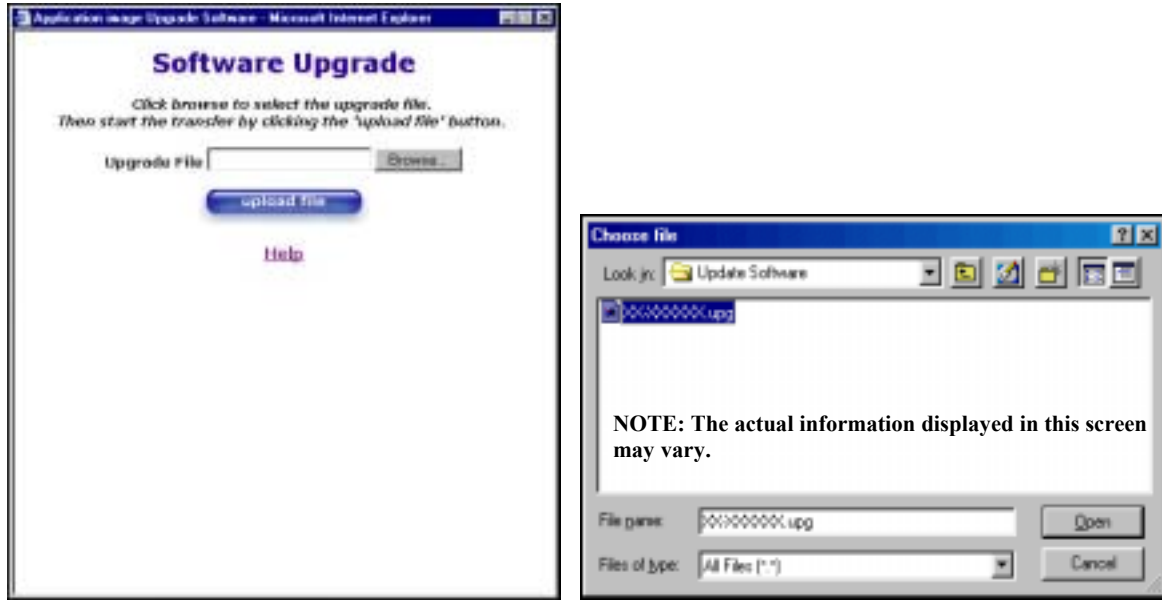 Application image Upgrade Software - Microsoft Internet Explorer
Software Upgrade
Click browse to select the upgrade file.
Then start the transfer by clicking the 'upload file' button.
Upgrade File
Browse...
upload file
Help
Choose file
Look in:
Update Software
.upg
NOTE: The actual information displayed in this screen
may vary.
File name:
.upg
Open
Files of type:
All Files (*.*)
Cancel